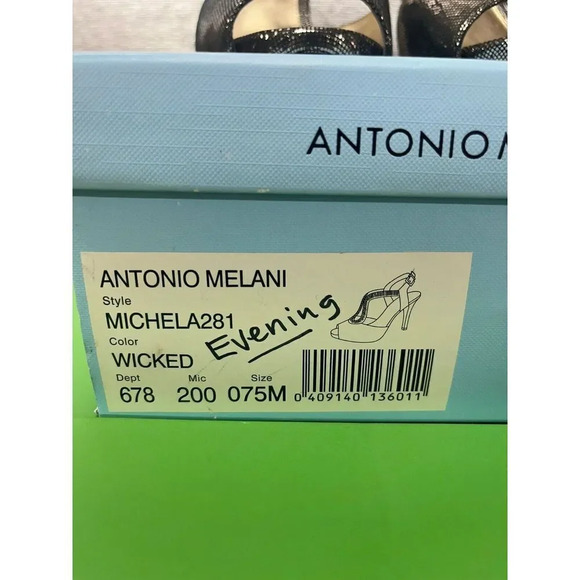 ANTONIO M
ANTONIO MELANI
Style
MICHELA281
Color
WICKED
Evening
Dept Mic Size
678 200 075M
0 409140 136011